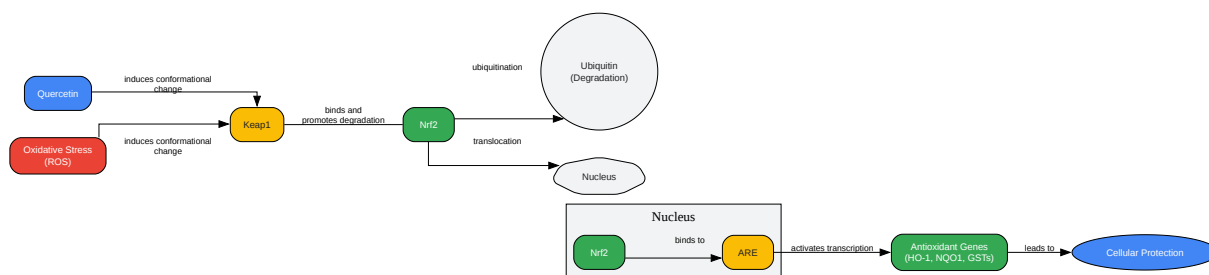 Quercetin
induces conformational
change
Oxidative Stress
(ROS)
induces conformational
change
Keap1
binds and
promotes degradation
Nrf2
ubiquitination
Ubiquitin
(Degradation)
translocation
Nucleus
Nucleus
Nrf2
binds to
ARE
activates transcription
Antioxidant Genes
(HO-1, NQO1, GSTs)
leads to
Cellular Protection